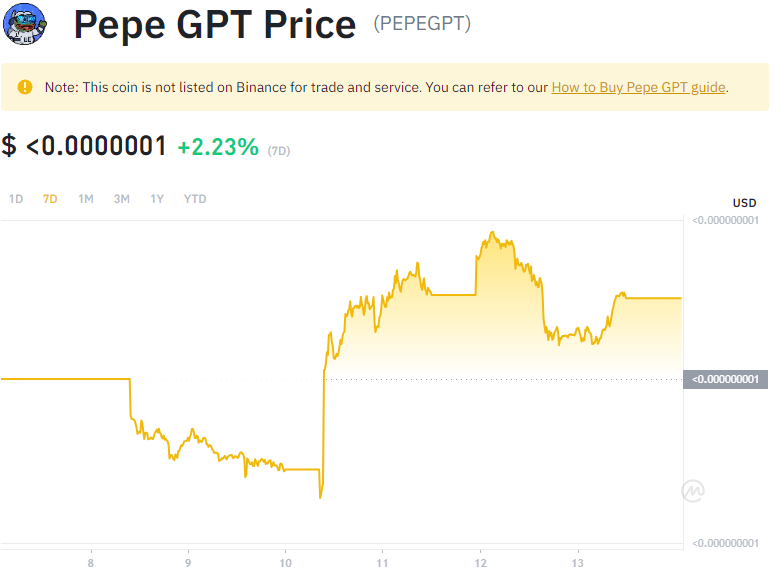 Pepe GPT Price (PEPEGPT)
Note: This coin is not listed on Binance for trade and service. You can refer to our How to Buy Pepe GPT guide.
$ <0.0000001 +2.23% (7D)
1D 7D 1M 3M 1Y YTD
USD
<0.000000001
<0.000000001
<0.000000001
8 9 10 11 12 13